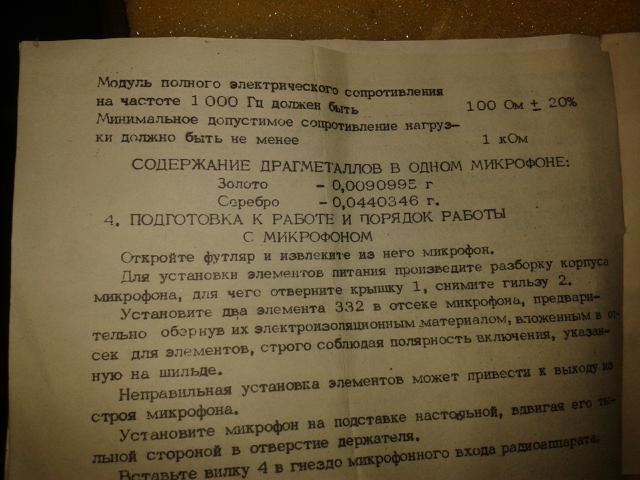 Модуль полного электрического сопротивления
на частоте 1 000 Гц должен быть 100 Ом ± 20%
Минимальное допустимое сопротивление нагруз-
ки должно быть не менее 1 кОм
СОДЕРЖАНИЕ ДРАГМЕТАЛЛОВ В ОДНОМ МИКРОФОНЕ:
Золото - 0,0090995 г
Серебро - 0,0440346 г.
4. ПОДГОТОВКА К РАБОТЕ И ПОРЯДОК РАБОТЫ
С МИКРОФОНОМ
Откройте футляр и извлеките из него микрофон.
Для установки элементов питания произведите разборку корпуса
микрофона, для чего отверните крышку 1, снимите гильзу 2.
Установите два элемента 332 в отсеке микрофона, предвари-
тельно обернув их электроизоляционным материалом, вложенным в от-
сек для элементов, строго соблюдая полярность включения, указан-
ную на шильде.
Неправильная установка элементов может привести к выходу из
строя микрофона.
Установите микрофон на подставке настольной, вдвигая его ты-
льной стороной в отверстие держателя.
Вставьте вилку 4 в гнездо микрофонного входа радиоаппарата.